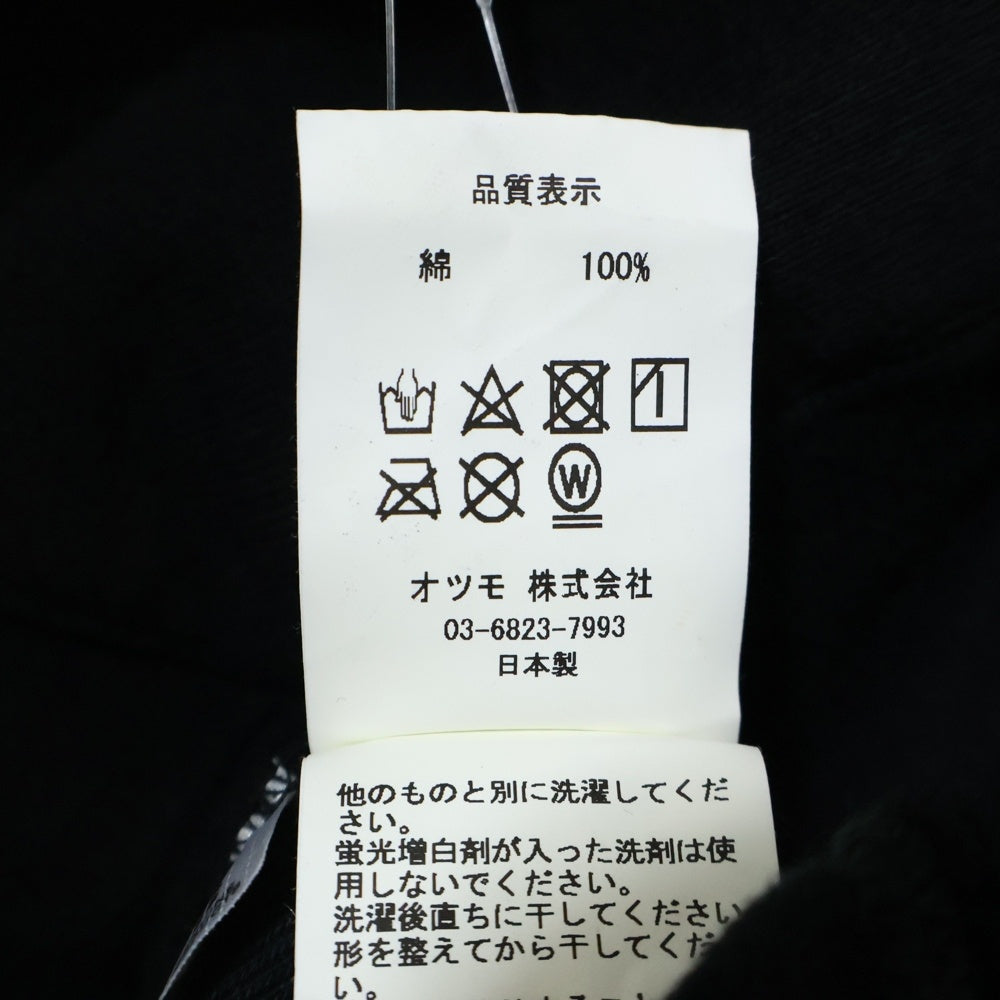 品質表示
綿 100%
W
オツモ 株式会社
03-6823-7993
日本製
他のものと別に洗濯してくだ
さい。
蛍光増白剤が入った洗剤は使
用しないでください。
洗濯後直ちに干してください
形を整えてから干してくだ
い。